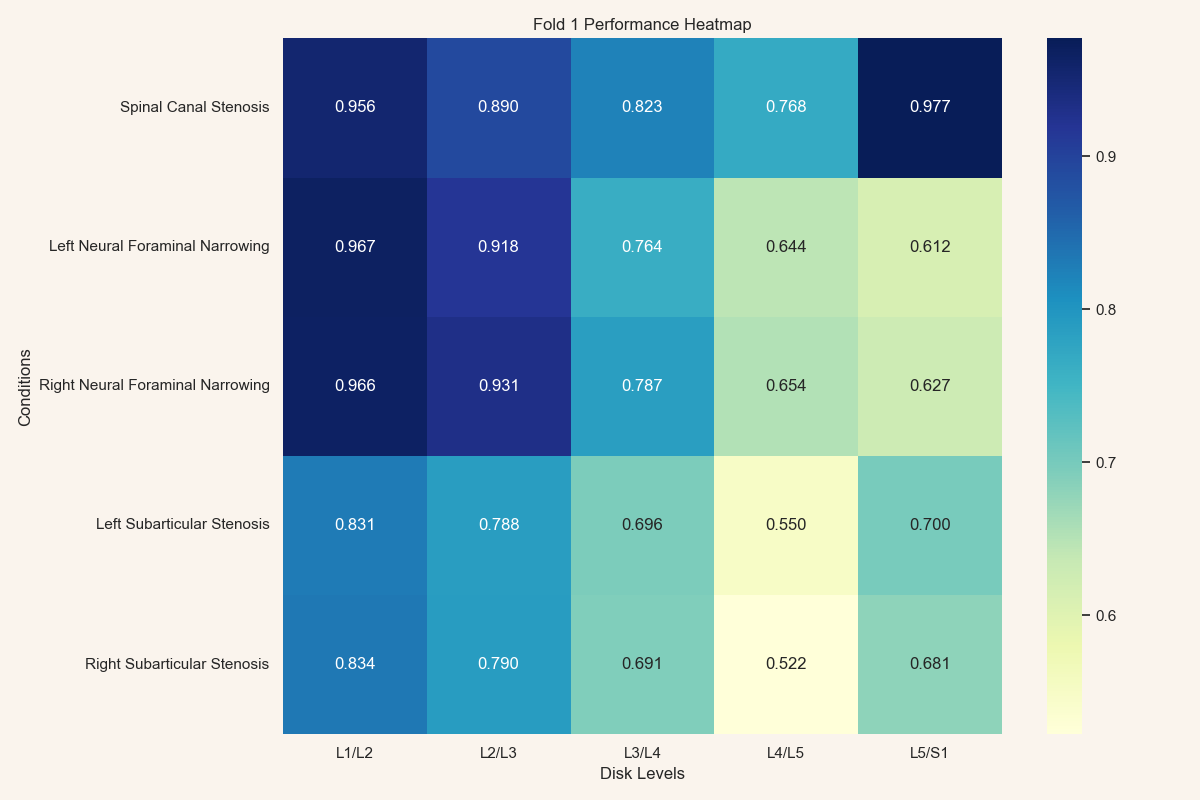 Fold 1 Performance Heatmap
Spinal Canal Stenosis 0.956 0.890 0.823 0.768 0.977
Left Neural Foraminal Narrowing 0.967 0.918 0.764 0.644 0.612
Right Neural Foraminal Narrowing 0.966 0.931 0.787 0.654 0.627
Left Subarticular Stenosis 0.831 0.788 0.696 0.550 0.700
Right Subarticular Stenosis 0.834 0.790 0.691 0.522 0.681
L1/L2 L2/L3 L3/L4 L4/L5 L5/S1
Disk Levels
Conditions
0.9
0.8
0.7
0.6